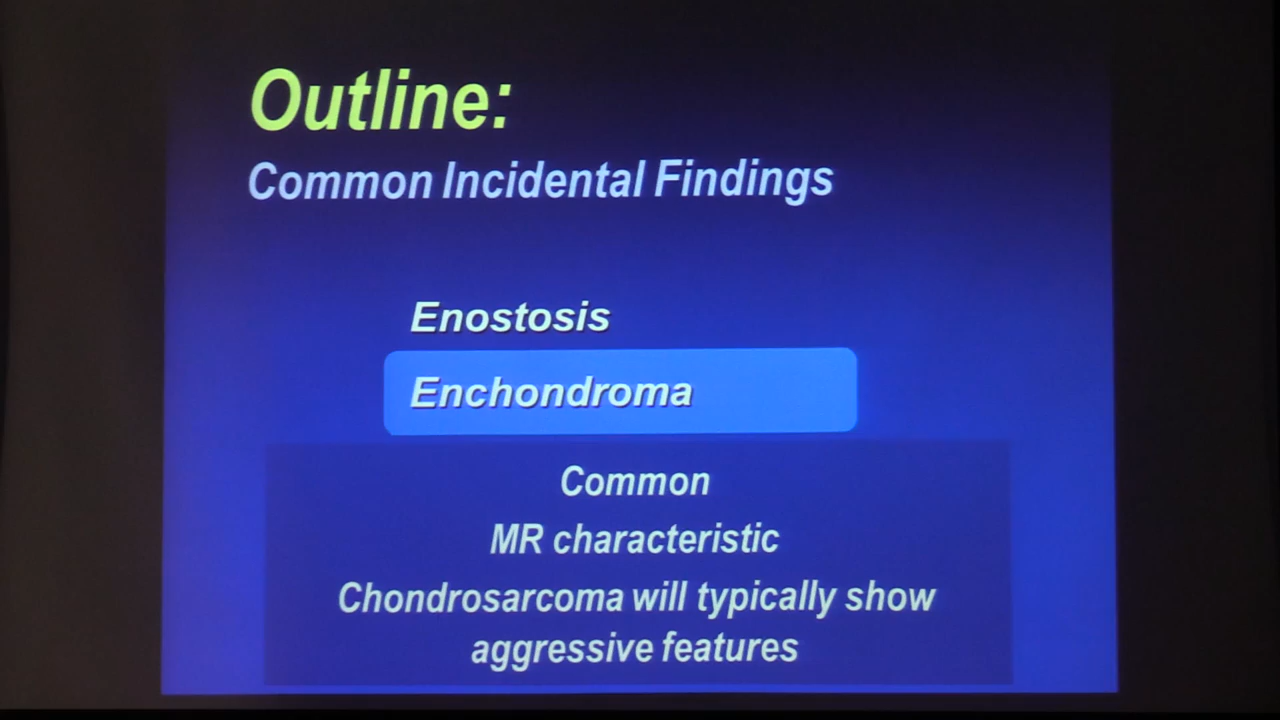 Outline:
Common Incidental Findings
Enostosis
Enchondroma
Common
MR characteristic
Chondrosarcoma will typically show
aggressive features